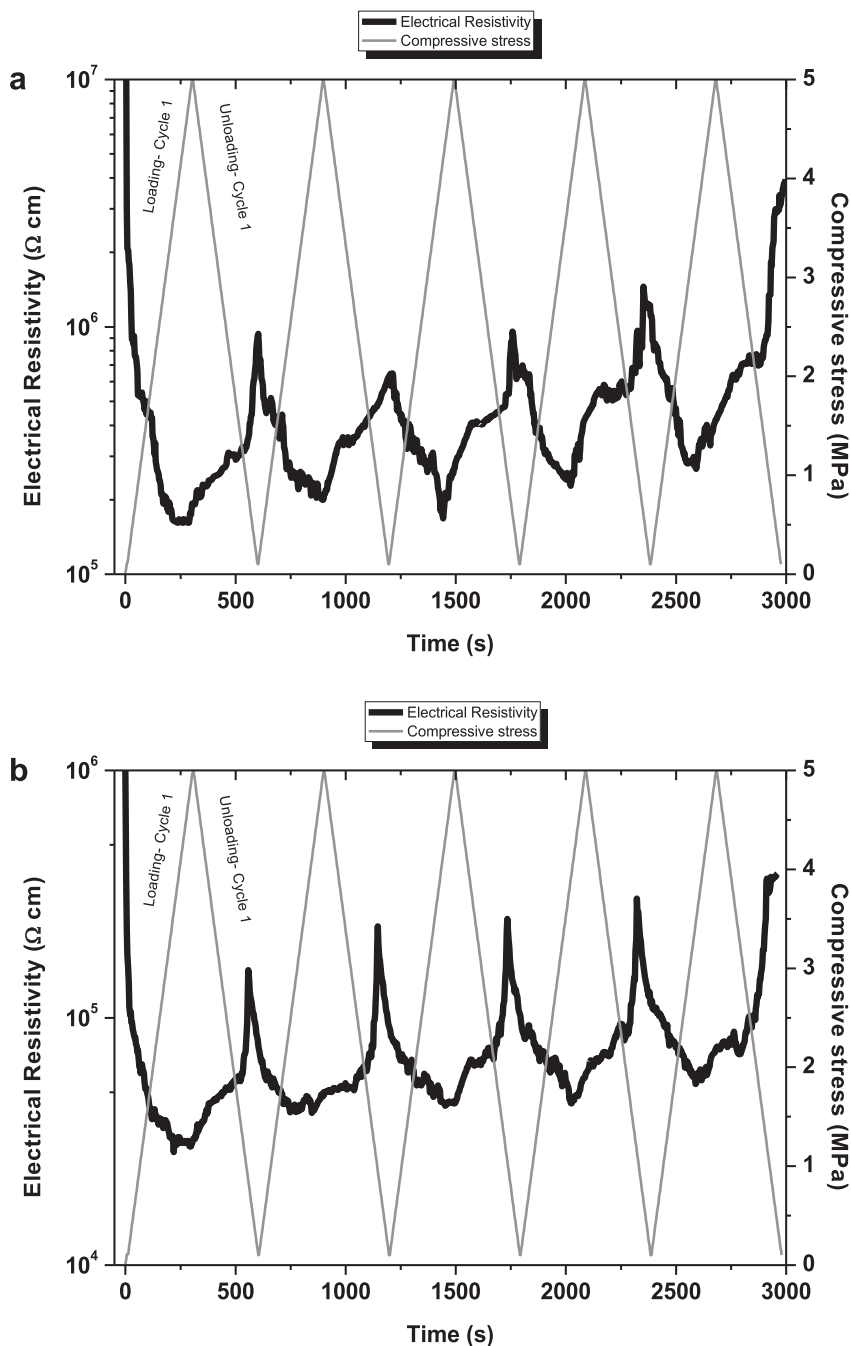 Electrical Resistivity
Compressive stress
a
10⁷
10⁶
10⁵
Electrical Resistivity (Ω cm)
Loading- Cycle 1
Unloading- Cycle 1
5
4
3
2
1
0
Compressive stress (MPa)
0 500 1000 1500 2000 2500 3000
Time (s)
Electrical Resistivity
Compressive stress
b
10⁶
10⁵
10⁴
Electrical Resistivity (Ω cm)
Loading- Cycle 1
Unloading- Cycle 1
5
4
3
2
1
0
Compressive stress (MPa)
0 500 1000 1500 2000 2500 3000
Time (s)